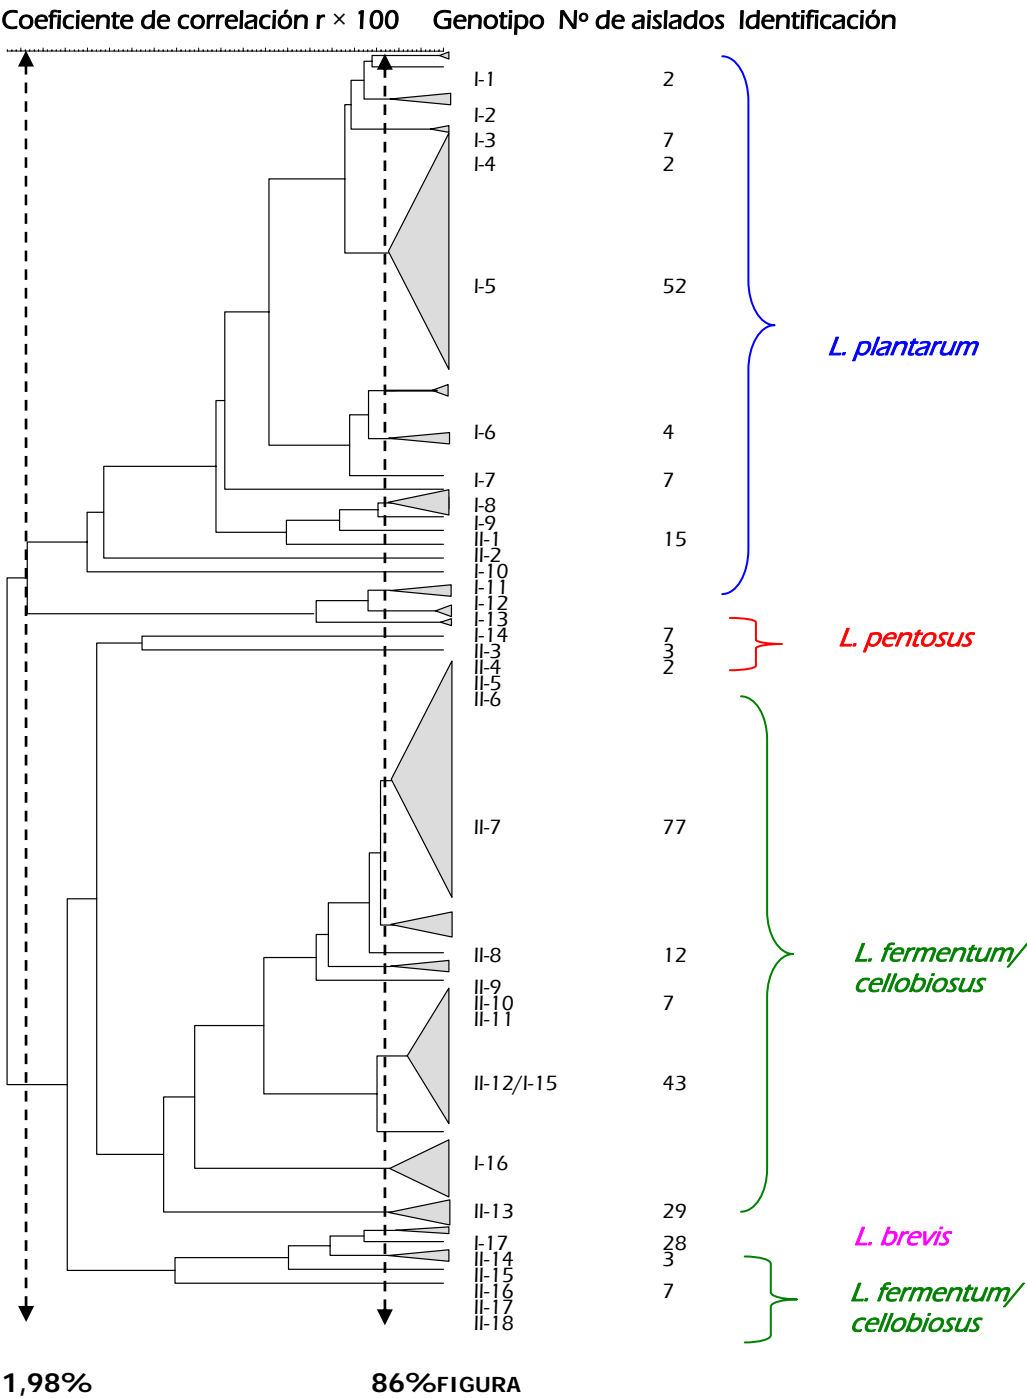 Coeficiente de correlación r × 100 Genotipo Nº de aislados Identificación
I-1 2
I-2
I-3 7
I-4 2
I-5 52
L. plantarum
I-6 4
I-7 7
I-8
I-9
II-1 15
II-2
I-10
I-11
I-12
I-13
I-14 7
L. pentosus
II-3 3
II-4 2
II-5
II-6
II-7 77
II-8 12
L. fermentum/
cellobiosus
II-9
II-10 7
II-11
II-12/I-15 43
I-16
II-13 29
L. brevis
I-17 28
II-14 3
II-15
II-16 7
L. fermentum/
cellobiosus
II-17
II-18
1,98% 86% FIGURA